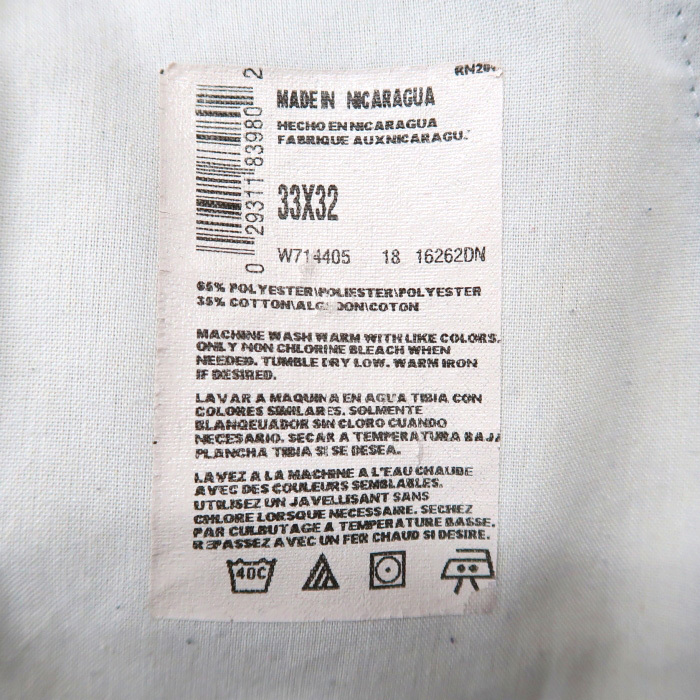 0 29311 83980 2
MADE IN NICARAGUA
HECHO EN NICARAGUA
FABRIQUE AUXNICARAGU
33X32
W714405 18 16262DN
65% POLYESTER\POLIESTER\POLYESTER
35% COTTON\ALGODON\COTON
MACHINE WASH WARM WITH LIKE COLORS.
ONLY NON CHLORINE BLEACH WHEN
NEEDED. TUMBLE DRY LOW. WARM IRON
IF DESIRED.
LAVAR A MAQUINA EN AGUA TIBIA CON
COLORES SIMILARES. SOLMENTE
BLANQEUADOR SIN CLORO CUANDO
NECESARIO. SECAR A TEMPERATURA BAJA
PLANCHA TIBIA SI SE DESEA.
LAVEZ A LA MACHINE A L'EAU CHAUDE
AVEC DES COULEURS SEMBLABLES.
UTILISEZ UN JAVELLISANT SANS
CHLORE LORSQUE NECESSAIRE. SECHEZ
PAR CULBUTAGE A TEMPERATURE BASSE.
REPASSEZ AVEC UN FER CHAUD SI DESIRE.
40C